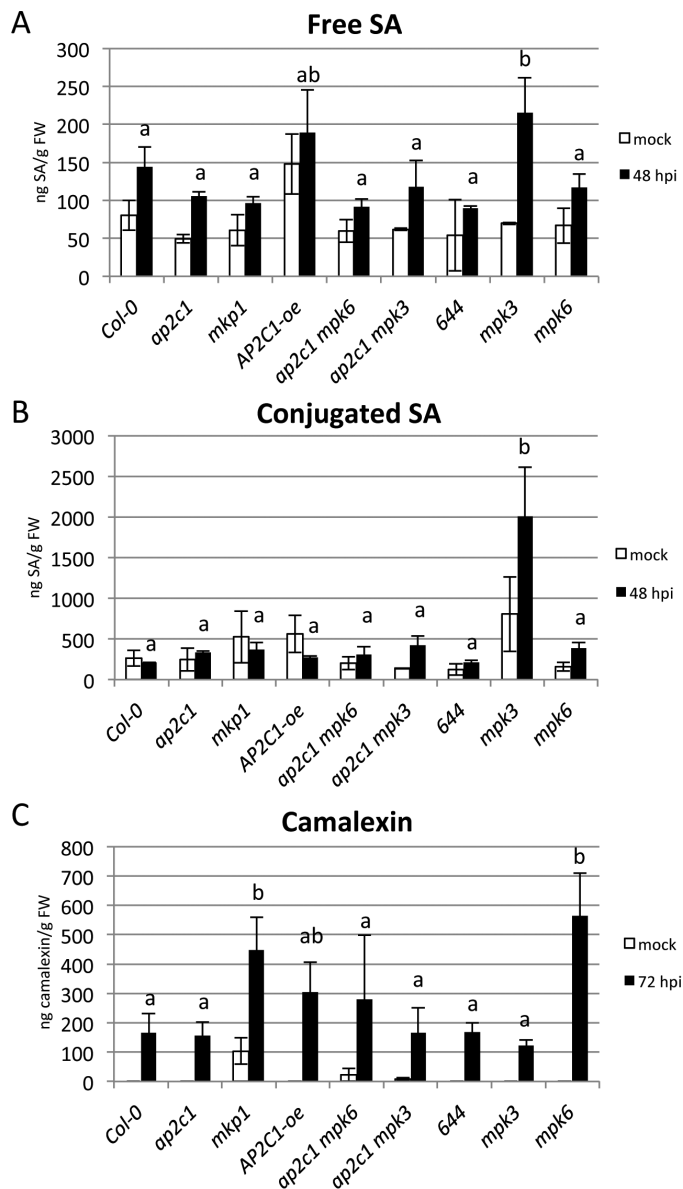 A
Free SA
300
250
200
150
100
50
0
ng SA/g FW
a
a
a
ab
a
a
a
b
a
mock
48 hpi
Col-0
ap2c1
mkp1
AP2C1-oe
ap2c1 mpk6
ap2c1 mpk3
644
mpk3
mpk6
B
Conjugated SA
3000
2500
2000
1500
1000
500
0
ng SA/g FW
a
a
a
a
a
a
a
b
a
mock
48 hpi
Col-0
ap2c1
mkp1
AP2C1-oe
ap2c1 mpk6
ap2c1 mpk3
644
mpk3
mpk6
C
Camalexin
800
700
600
500
400
300
200
100
0
ng camalexin/g FW
a
a
b
ab
a
a
a
a
b
mock
72 hpi
Col-0
ap2c1
mkp1
AP2C1-oe
ap2c1 mpk6
ap2c1 mpk3
644
mpk3
mpk6